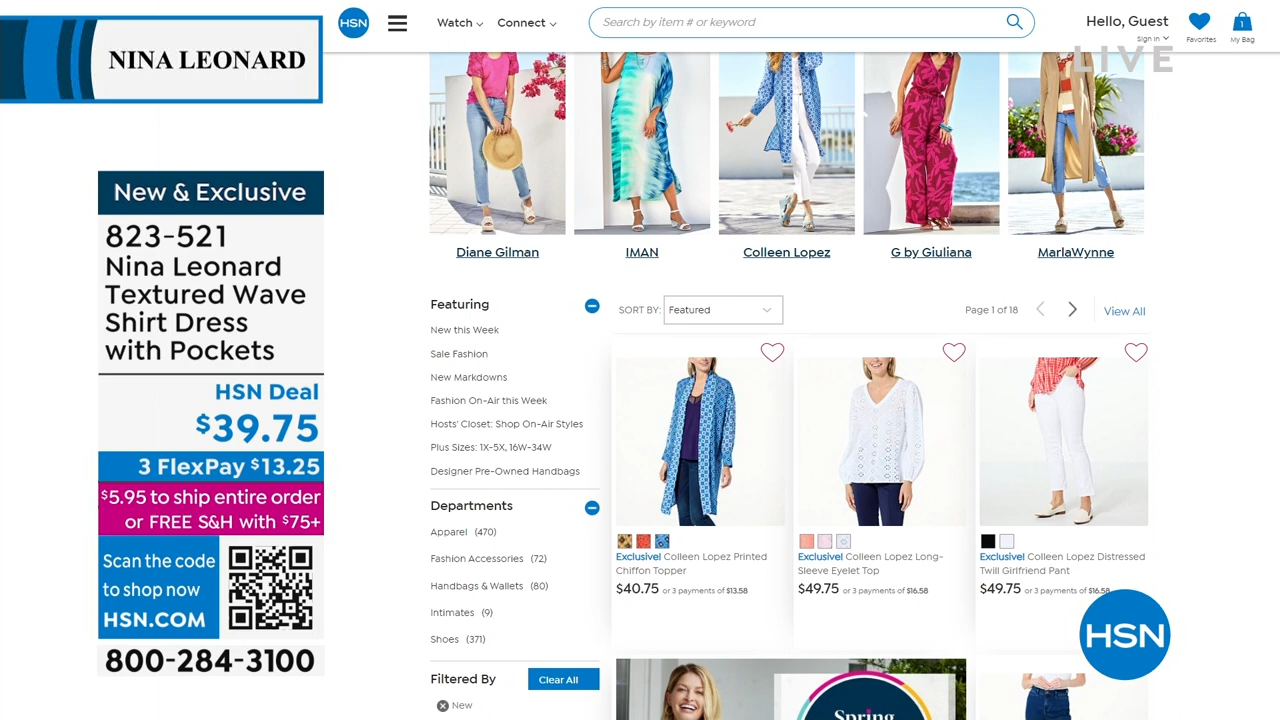 NINA LEONARD
New & Exclusive
823-521
Nina Leonard
Textured Wave
Shirt Dress
with Pockets
HSN Deal
$39.75
3 FlexPay $13.25
$5.95 to ship entire order
or FREE S&H with $75+
Scan the code
to shop now
HSN.COM
800-284-3100
HSN
Watch
Connect
Search by item # or keyword
Hello, Guest
Sign In
Favorites
1
My Bag
LIVE
Diane Gilman
IMAN
Colleen Lopez
G by Giuliana
MarlaWynne
Featuring
New this Week
Sale Fashion
New Markdowns
Fashion On-Air this Week
Hosts' Closet: Shop On-Air Styles
Plus Sizes: 1X-5X, 16W-34W
Designer Pre-Owned Handbags
Departments
Apparel (470)
Fashion Accessories (72)
Handbags & Wallets (80)
Intimates (9)
Shoes (371)
Filtered By
Clear All
New
SORT BY: Featured
Page 1 of 18
View All
Exclusive! Colleen Lopez Printed
Chiffon Topper
$40.75 or 3 payments of $13.58
Exclusive! Colleen Lopez Long-
Sleeve Eyelet Top
$49.75 or 3 payments of $16.58
Exclusive! Colleen Lopez Distressed
Twill Girlfriend Pant
$49.75 or 3 payments of $16.58
HSN
Spring